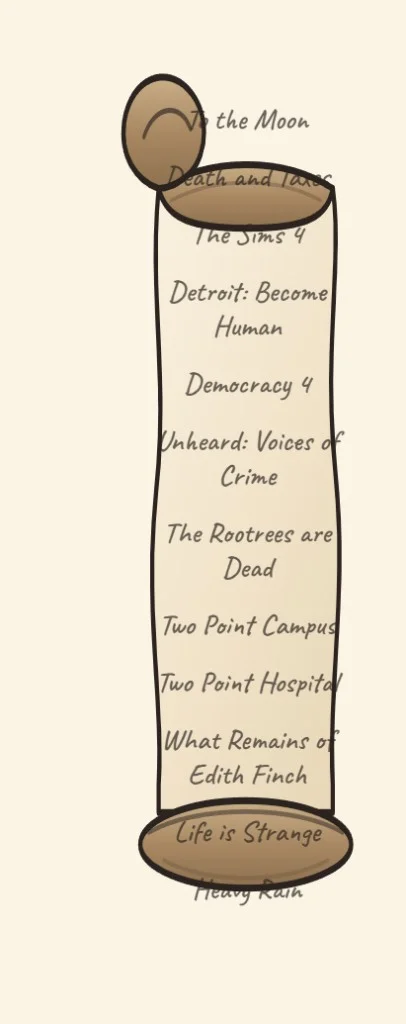 To the Moon
Death and Taxes
The Sims 4
Detroit: Become
Human
Democracy 4
Unheard: Voices of
Crime
The Rootrees are
Dead
Two Point Campus
Two Point Hospital
What Remains of
Edith Finch
Life is Strange
Heavy Rain